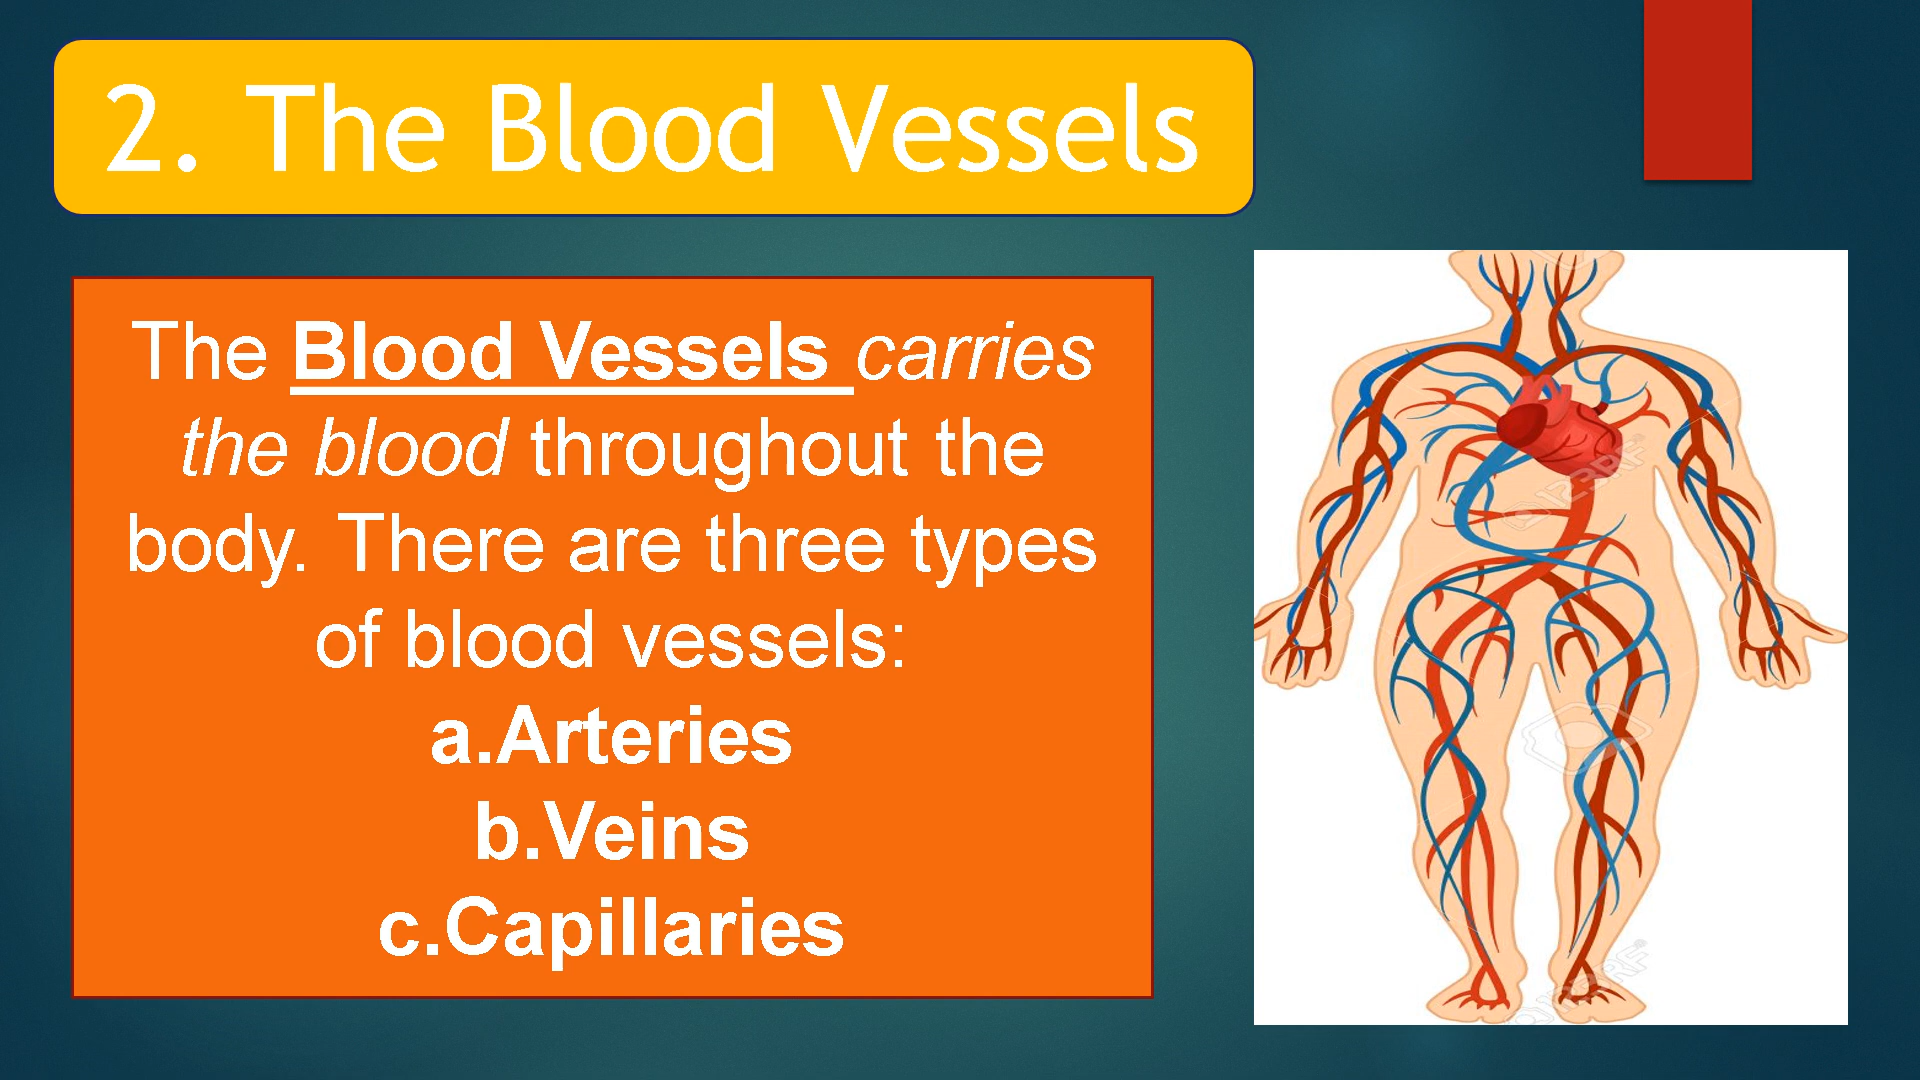 2. The Blood Vessels
The Blood Vessels carries
the blood throughout the
body. There are three types
of blood vessels:
a.Arteries
b.Veins
c.Capillaries